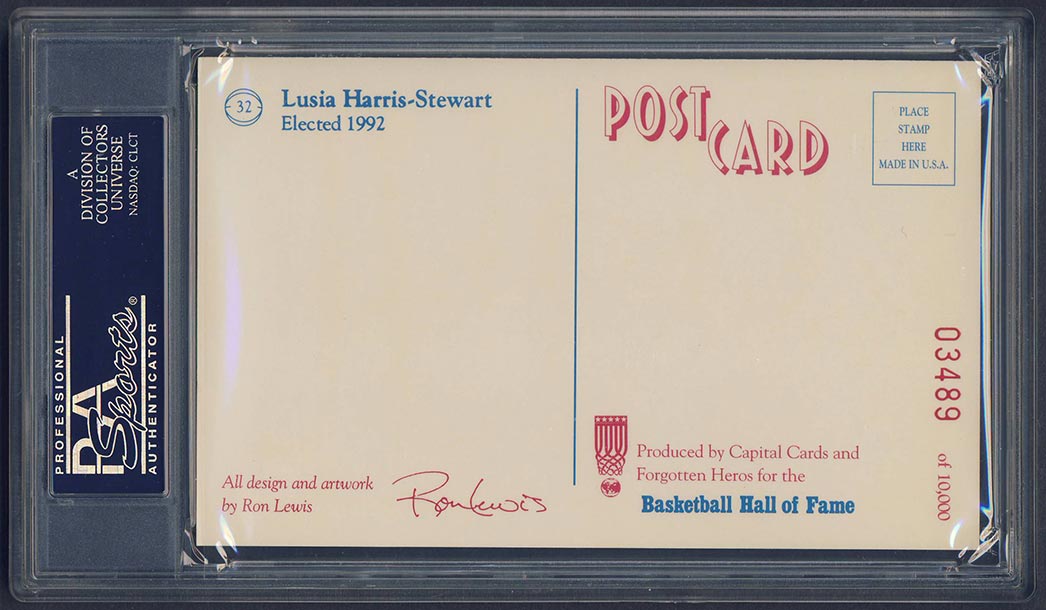 A
DIVISION OF
COLLECTORS
UNIVERSE
NASDAQ: CLCT
PROFESSIONAL
PSA
Sports®
AUTHENTICATOR
32
Lusia Harris-Stewart
Elected 1992
All design and artwork
by Ron Lewis
Ron Lewis
POST
CARD
PLACE
STAMP
HERE
MADE IN U.S.A.
03489
of 10,000
Produced by Capital Cards and
Forgotten Heros for the
Basketball Hall of Fame